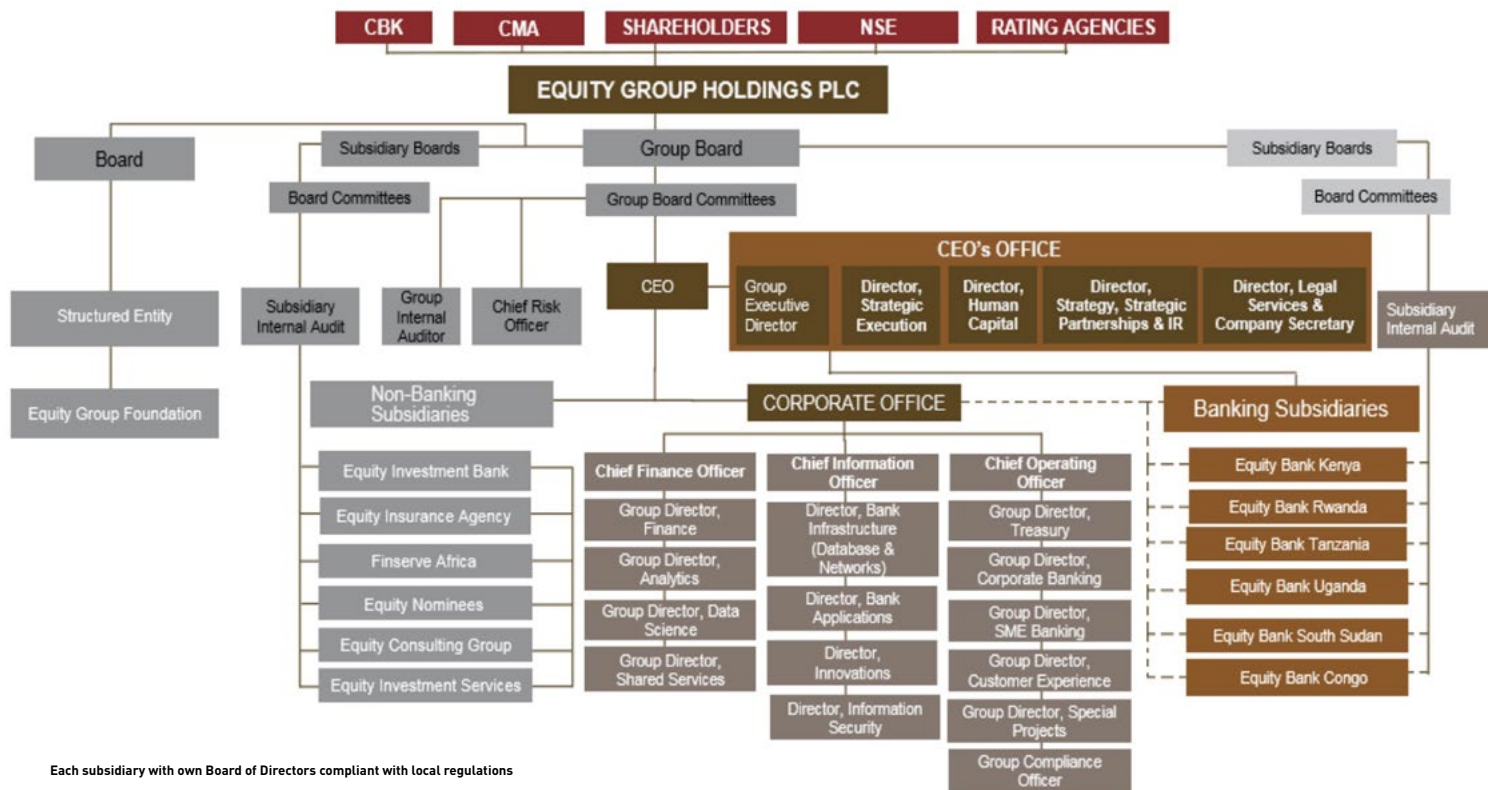 CBK
CMA
SHAREHOLDERS
NSE
RATING AGENCIES
EQUITY GROUP HOLDINGS PLC
Board
Subsidiary Boards
Group Board
Subsidiary Boards
Board Committees
Group Board Committees
Board Committees
CEO's OFFICE
CEO
Group
Executive
Director
Director,
Strategic
Execution
Director,
Human
Capital
Director,
Strategy, Strategic
Partnerships & IR
Director, Legal
Services &
Company Secretary
Structured Entity
Subsidiary
Internal Audit
Group
Internal
Auditor
Chief Risk
Officer
Subsidiary
Internal Audit
Equity Group Foundation
Non-Banking
Subsidiaries
CORPORATE OFFICE
Banking Subsidiaries
Equity Investment Bank
Equity Insurance Agency
Finserve Africa
Equity Nominees
Equity Consulting Group
Equity Investment Services
Chief Finance Officer
Group Director,
Finance
Group Director,
Analytics
Group Director, Data
Science
Group Director,
Shared Services
Chief Information
Officer
Director, Bank
Infrastructure
(Database &
Networks)
Director, Bank
Applications
Director,
Innovations
Director, Information
Security
Chief Operating
Officer
Group Director,
Treasury
Group Director,
Corporate Banking
Group Director,
SME Banking
Group Director,
Customer Experience
Group Director, Special
Projects
Group Compliance
Officer
Equity Bank Kenya
Equity Bank Rwanda
Equity Bank Tanzania
Equity Bank Uganda
Equity Bank South Sudan
Equity Bank Congo
Each subsidiary with own Board of Directors compliant with local regulations